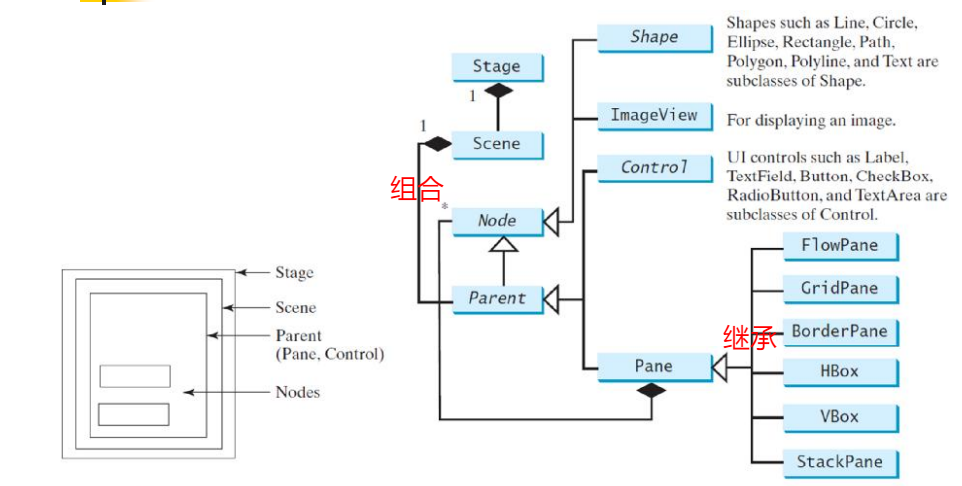 Stage
Scene
Parent
(Pane, Control)
Nodes
Stage
1
1
Scene
组合
*
Node
Parent
Shape
Shapes such as Line, Circle,
Ellipse, Rectangle, Path,
Polygon, Polyline, and Text are
subclasses of Shape.
ImageView
For displaying an image.
Control
UI controls such as Label,
TextField, Button, CheckBox,
RadioButton, and TextArea are
subclasses of Control.
Pane
继承
FlowPane
GridPane
BorderPane
HBox
VBox
StackPane